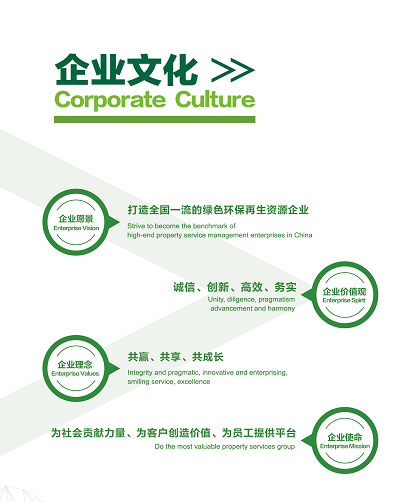 企业文化 >>
Corporate Culture
企业愿景
Enterprise Vision
打造全国一流的绿色环保再生资源企业
Strive to become the benchmark of
high-end property service management enterprises in China
诚信、创新、高效、务实
Unity, diligence, pragmatism
advancement and harmony
企业价值观
Enterprise Spirit
企业理念
Enterprise Values
共赢、共享、共成长
Integrity and pragmatic, innovative and enterprising,
smiling service, excellence
为社会贡献力量、为客户创造价值、为员工提供平台
Do the most valuable property services group
企业使命
Enterprise Mission